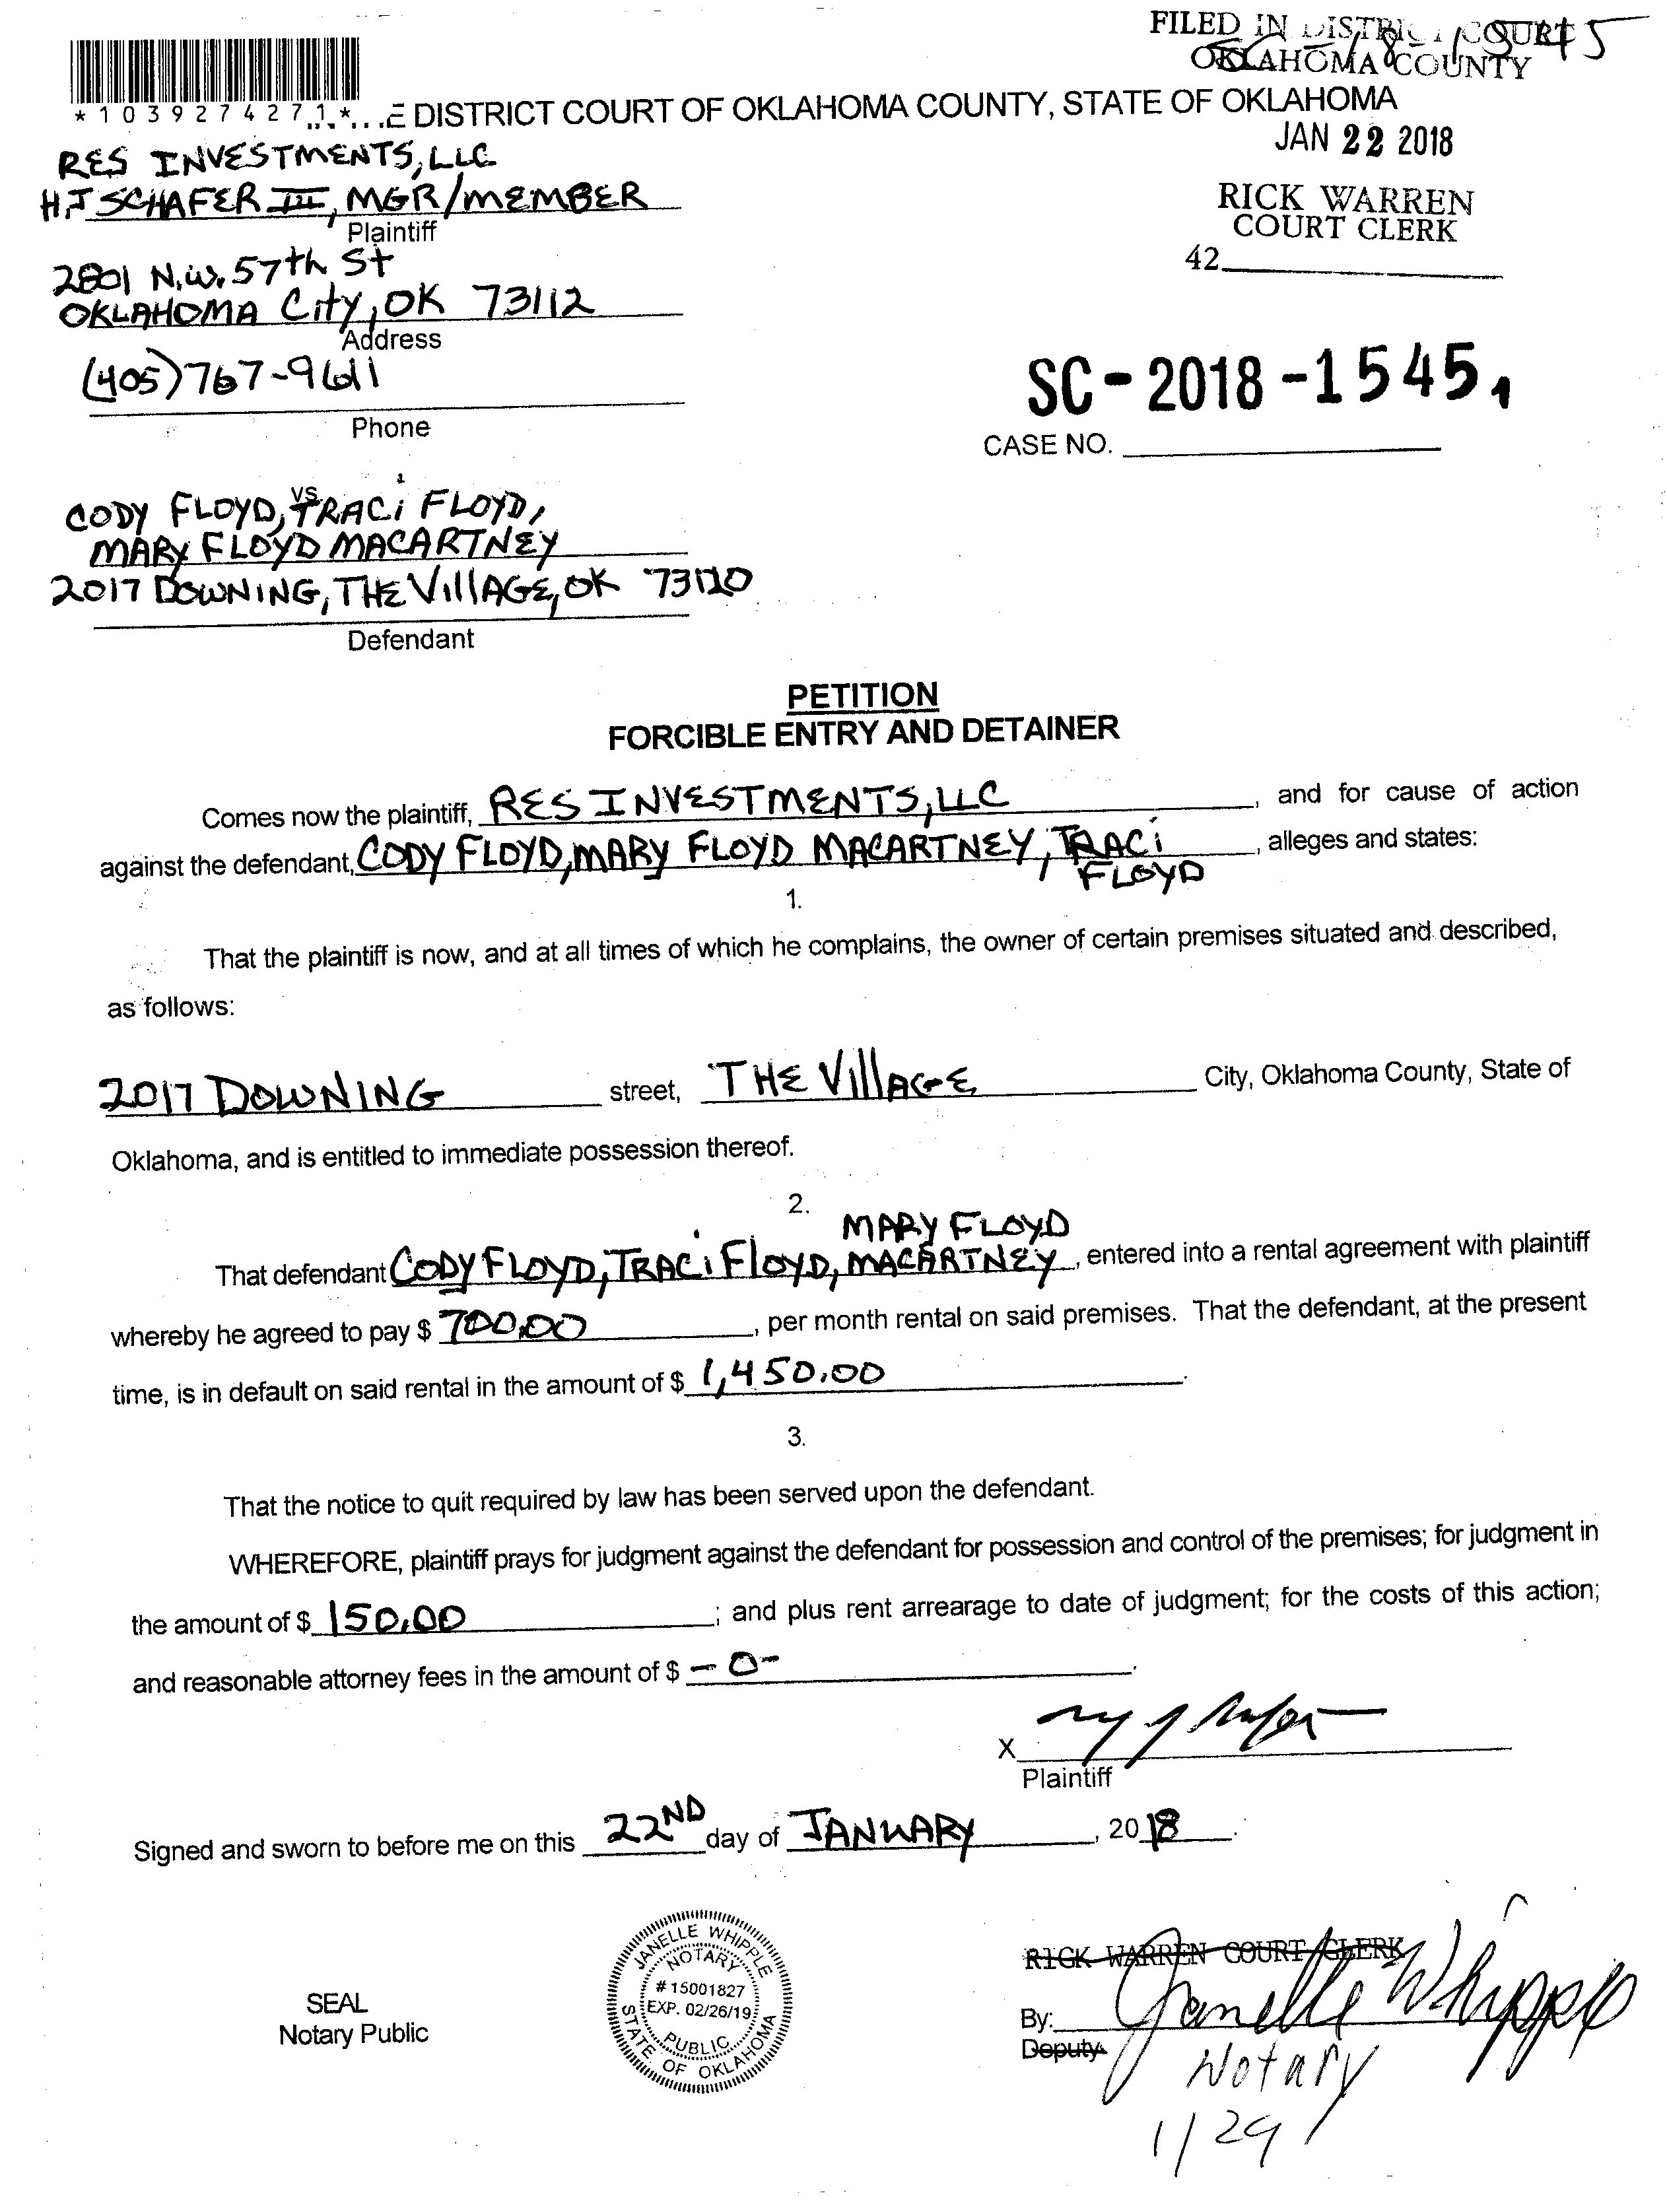 FILED IN DISTRICT COURT
OKLAHOMA COUNTY
*1039274271*
E DISTRICT COURT OF OKLAHOMA COUNTY, STATE OF OKLAHOMA
JAN 22 2018
RES INVESTMENTS, LLC
H.J SCHAFER III, MGR/MEMBER
Plaintiff
RICK WARREN
COURT CLERK
42
2801 N.W. 57th St
OKLAHOMA City, OK 73112
Address
(405) 767-9611
Phone
SC-2018-1545
CASE NO.
vs.
CODY FLOYD, TRACi FLOYD,
MARY FLOYD MACARTNEY
2017 DOWNING, THE VillAGE, OK 73120
Defendant
PETITION
FORCIBLE ENTRY AND DETAINER
Comes now the plaintiff, RES INVESTMENTS, LLC, and for cause of action
against the defendant, CODY FLOYD, MARY FLOYD MACARTNEY, TRACi FLOYD, alleges and states:
1.
That the plaintiff is now, and at all times of which he complains, the owner of certain premises situated and described,
as follows:
2017 DOWNING street, THE VillAGE City, Oklahoma County, State of
Oklahoma, and is entitled to immediate possession thereof.
2.
That defendant CODY FLOYD, TRACi FloyD, MARY FLOYD MACARTNEY, entered into a rental agreement with plaintiff
whereby he agreed to pay $ 700.00, per month rental on said premises. That the defendant, at the present
time, is in default on said rental in the amount of $ 1,450.00.
3.
That the notice to quit required by law has been served upon the defendant.
WHEREFORE, plaintiff prays for judgment against the defendant for possession and control of the premises; for judgment in
the amount of $ 150.00; and plus rent arrearage to date of judgment; for the costs of this action;
and reasonable attorney fees in the amount of $ -0-.
X
Plaintiff
Signed and sworn to before me on this 22ND day of JANUARY, 2018.
SEAL
Notary Public
JANELLE WHIPPLE
NOTARY
# 15001827
EXP. 02/26/19
PUBLIC
STATE OF OKLAHOMA
RICK WARREN COURT CLERK
By: Janelle Whipple
Deputy
Notary
1/29